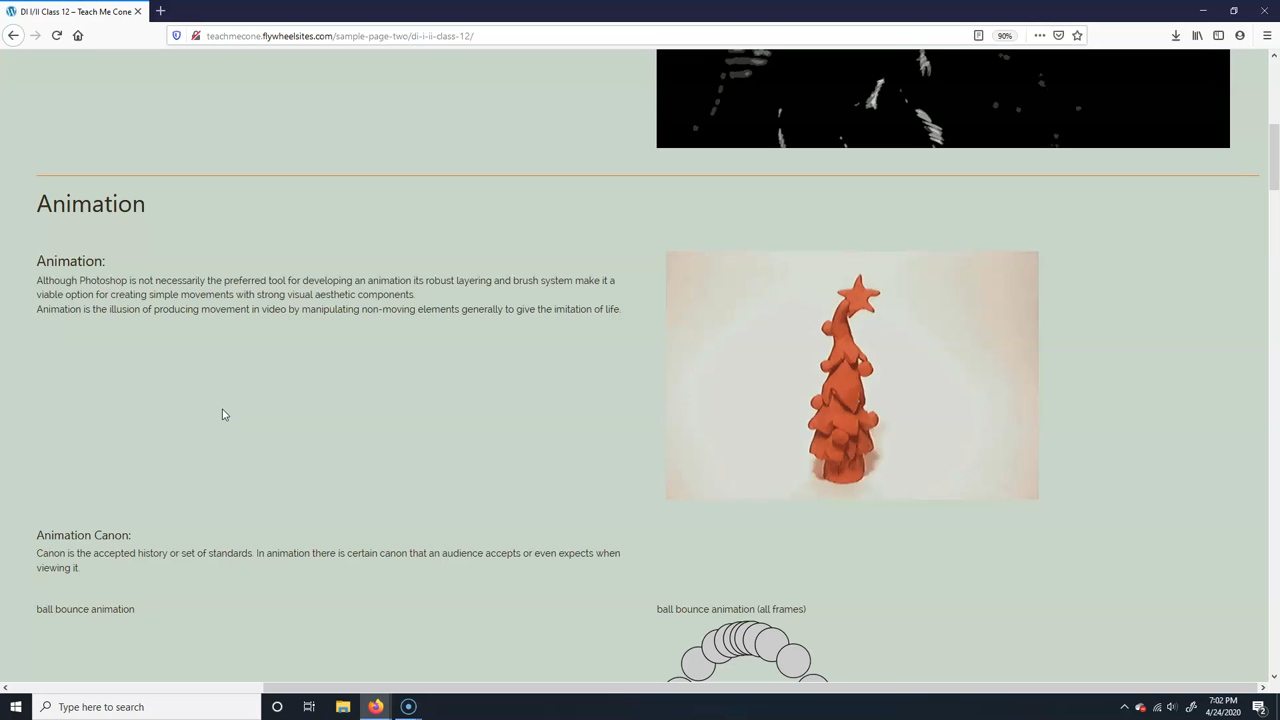 DI I/II Class 12 – Teach Me Cone
teachmecone.flywheelsites.com/sample-page-two/di-i-ii-class-12/
90%
Animation
Animation:
Although Photoshop is not necessarily the preferred tool for developing an animation its robust layering and brush system make it a
viable option for creating simple movements with strong visual aesthetic components.
Animation is the illusion of producing movement in video by manipulating non-moving elements generally to give the imitation of life.
Animation Canon:
Canon is the accepted history or set of standards. In animation there is certain canon that an audience accepts or even expects when
viewing it.
ball bounce animation
ball bounce animation (all frames)
Type here to search
7:02 PM
4/24/2020
2